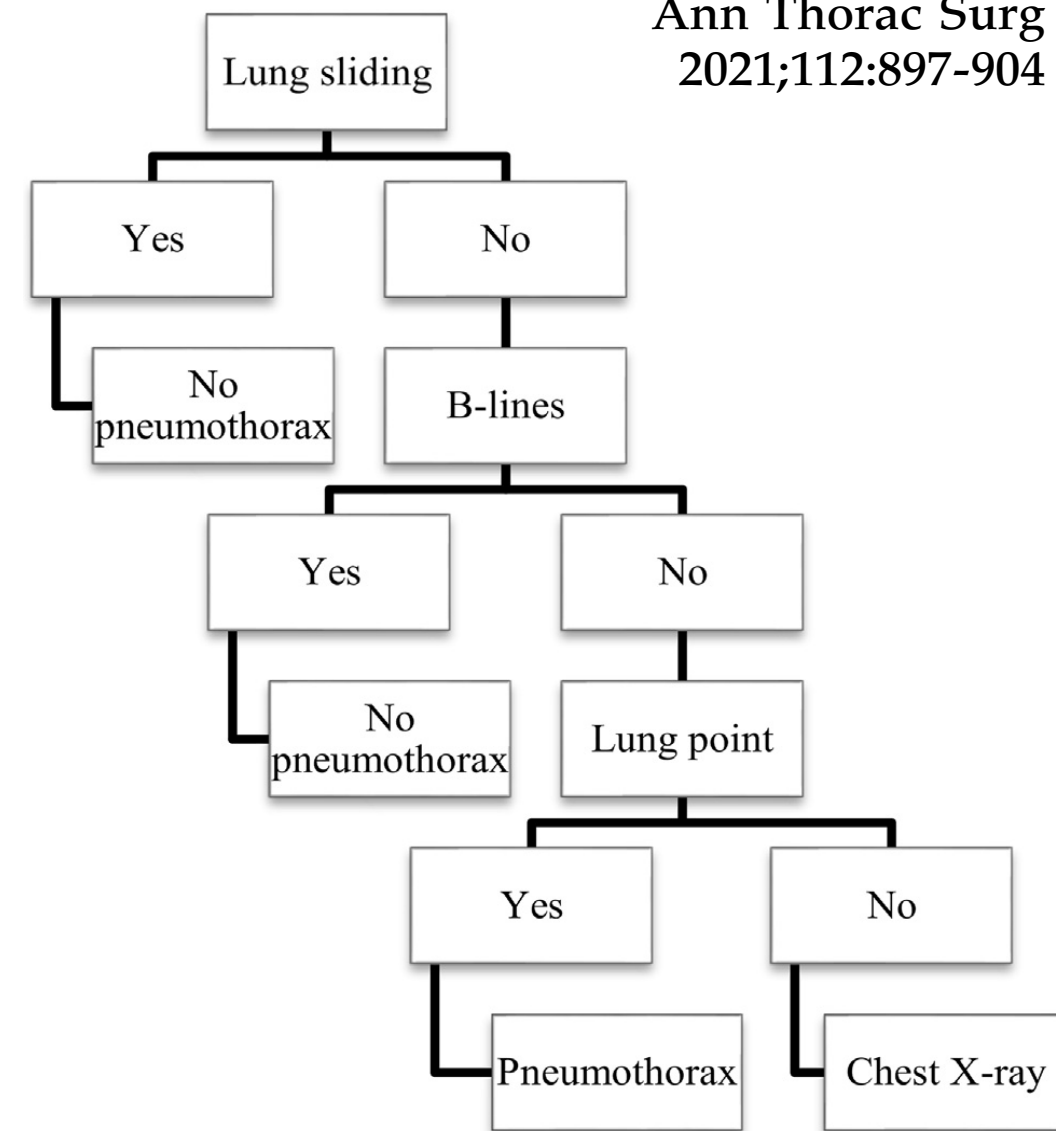 Ann Thorac Surg
2021;112:897-904
Lung sliding
Yes
No
No
pneumothorax
B-lines
Yes
No
No
pneumothorax
Lung point
Yes
No
Pneumothorax
Chest X-ray